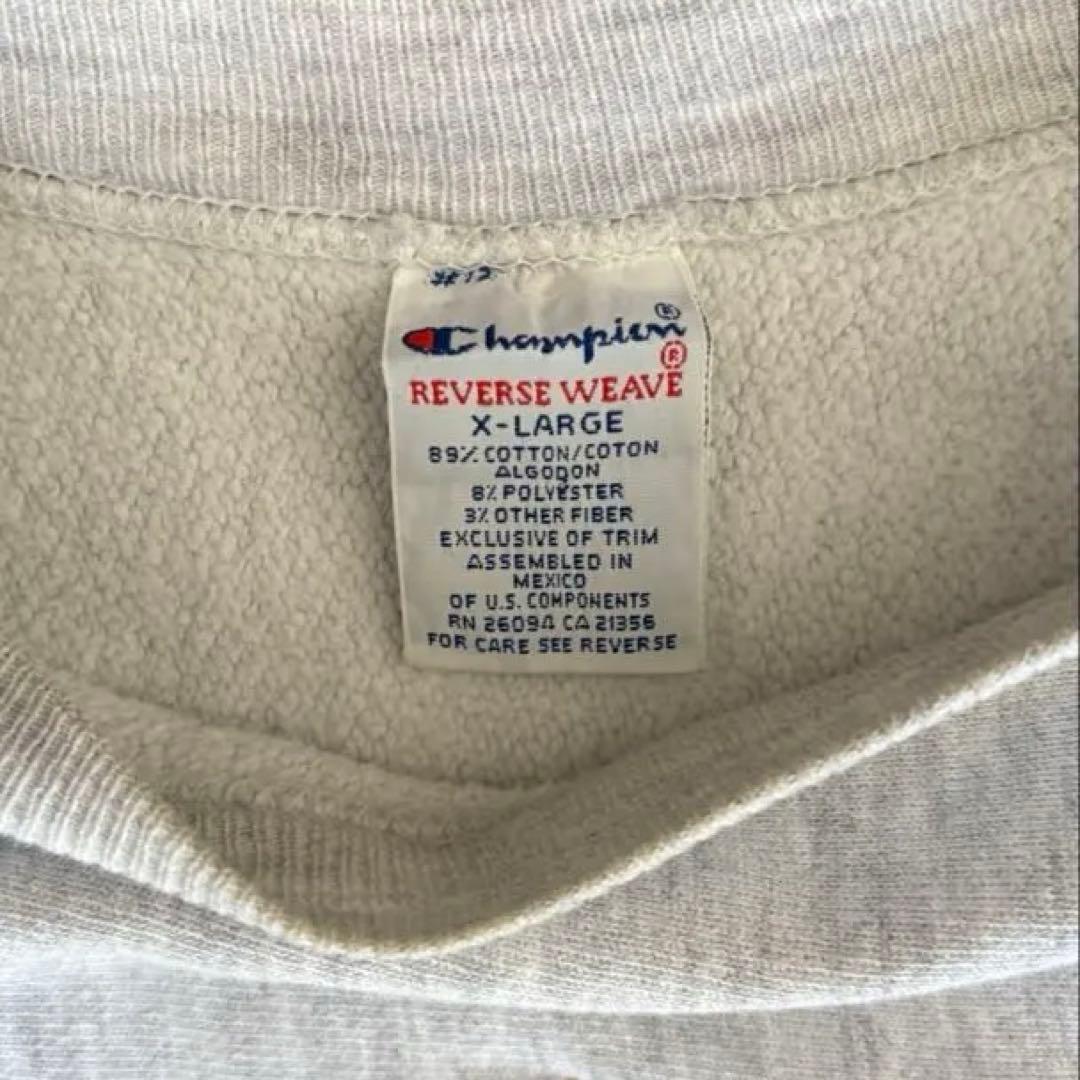 #12
Champion®
REVERSE WEAVE®
X-LARGE
89% COTTON/COTON
ALGODON
8% POLYESTER
3% OTHER FIBER
EXCLUSIVE OF TRIM
ASSEMBLED IN
MEXICO
OF U.S. COMPONENTS
RN 26094 CA 21356
FOR CARE SEE REVERSE